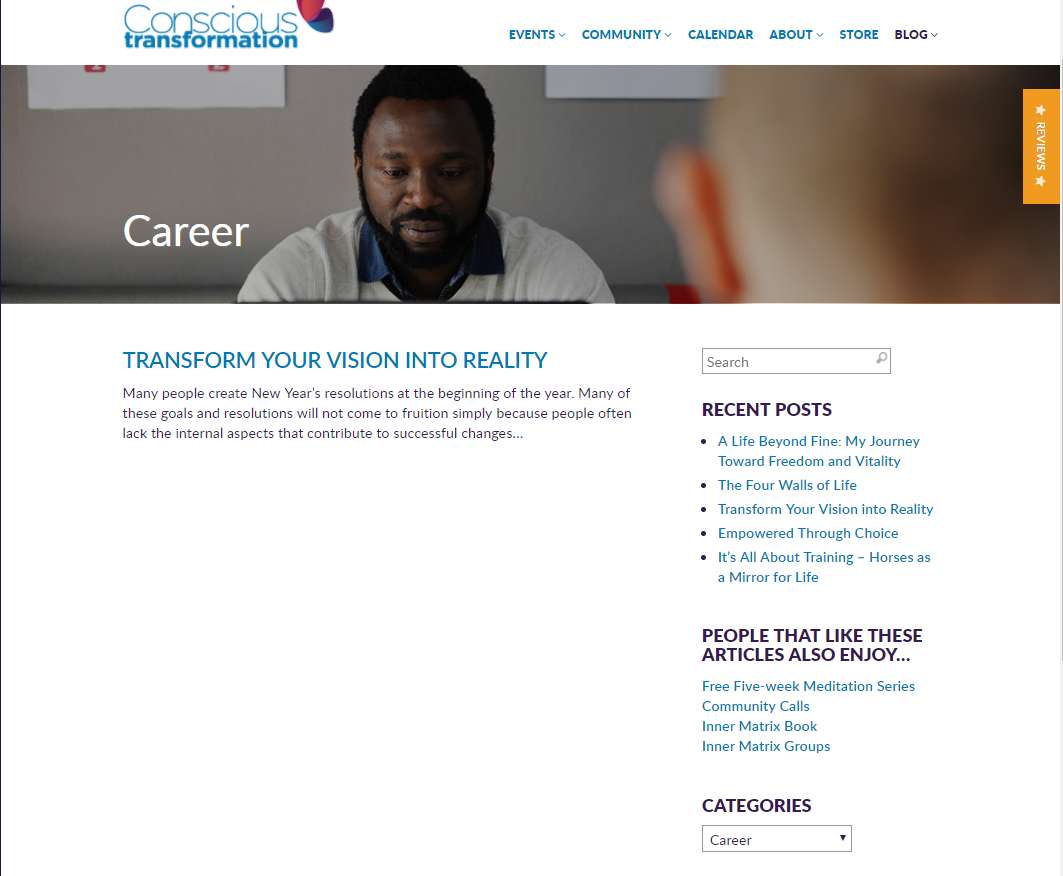 Conscious
transformation
EVENTS
COMMUNITY
CALENDAR
ABOUT
STORE
BLOG
★ REVIEWS ★
Career
TRANSFORM YOUR VISION INTO REALITY
Many people create New Year’s resolutions at the beginning of the year. Many of
these goals and resolutions will not come to fruition simply because people often
lack the internal aspects that contribute to successful changes…
Search
RECENT POSTS
A Life Beyond Fine: My Journey
Toward Freedom and Vitality
The Four Walls of Life
Transform Your Vision into Reality
Empowered Through Choice
It’s All About Training – Horses as
a Mirror for Life
PEOPLE THAT LIKE THESE
ARTICLES ALSO ENJOY…
Free Five-week Meditation Series
Community Calls
Inner Matrix Book
Inner Matrix Groups
CATEGORIES
Career